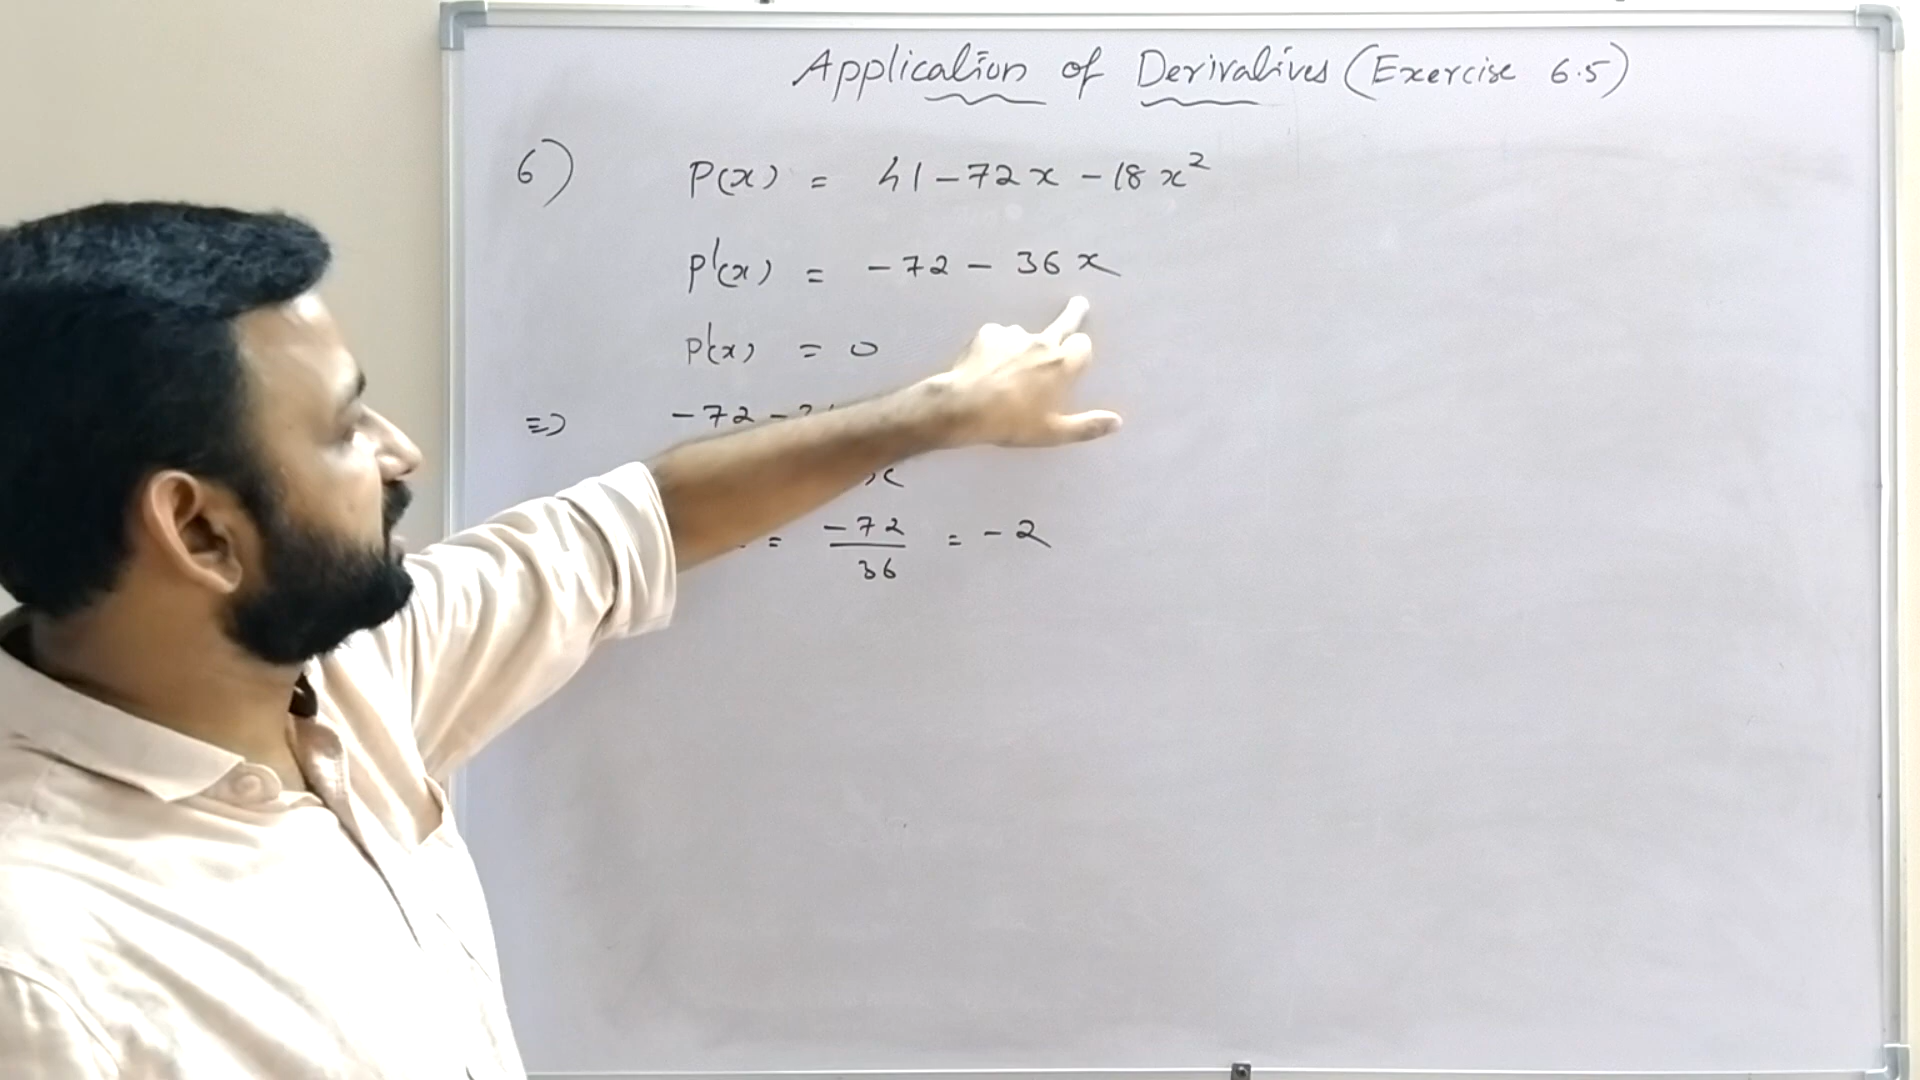 Application of Derivatives (Exercise 6.5)
6) P(x) = 41 - 72x - 18x²
P'(x) = -72 - 36x
P'(x) = 0
⇒ -72 -
x
= -72/36 = -2